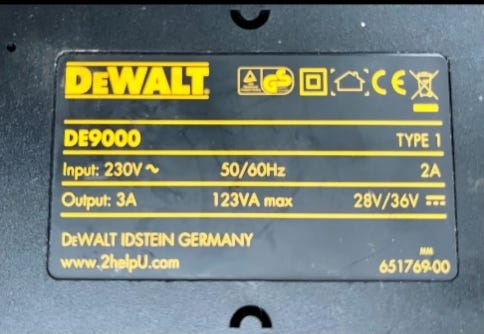 DEWALT
DE9000 TYPE 1
Input: 230V ~ 50/60Hz 2A
Output: 3A 123VA max 28V/36V ⎓
DEWALT IDSTEIN GERMANY
www.2helpU.com 651769-00